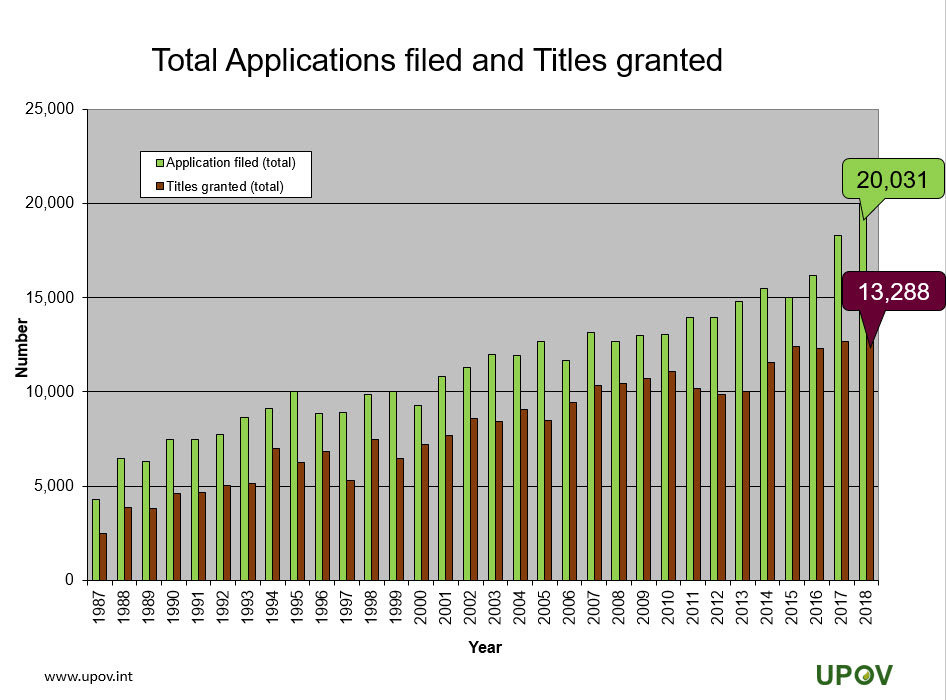 Total Applications filed and Titles granted
25,000
Application filed (total)
Titles granted (total)
20,031
20,000
13,288
15,000
Number
10,000
5,000
0
1987 1988 1989 1990 1991 1992 1993 1994 1995 1996 1997 1998 1999 2000 2001 2002 2003 2004 2005 2006 2007 2008 2009 2010 2011 2012 2013 2014 2015 2016 2017 2018
Year
www.upov.int
UPOV